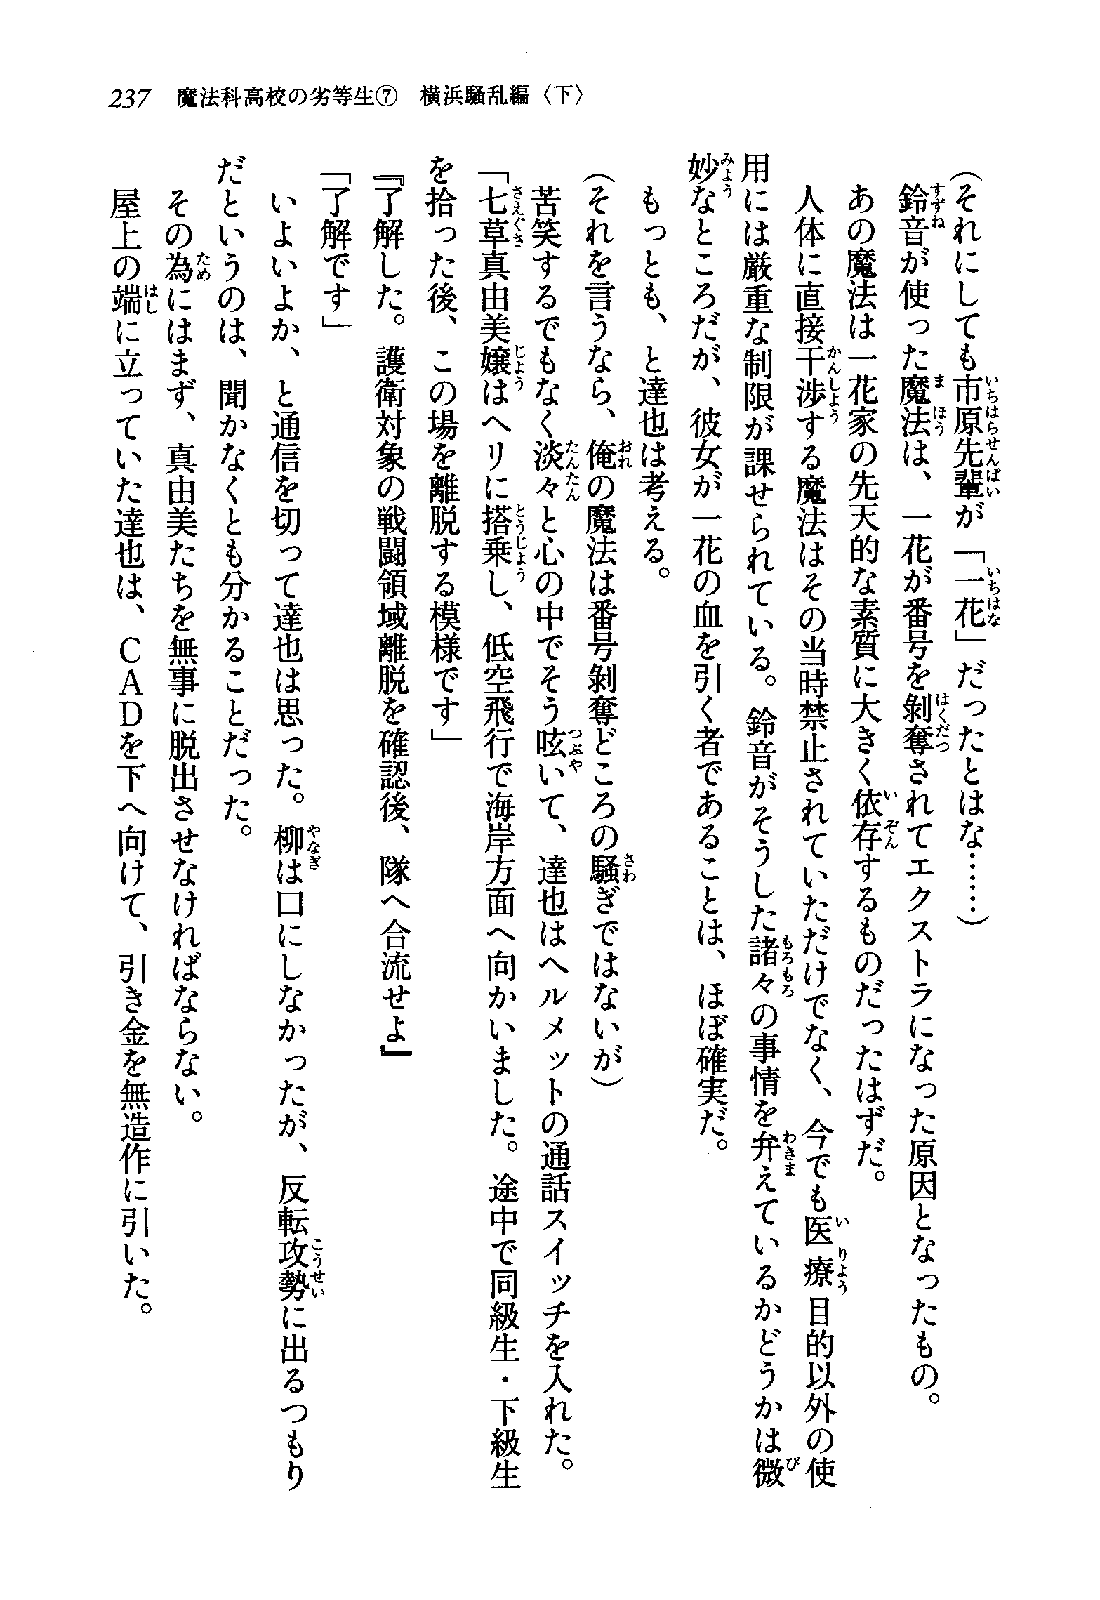 237 魔法科高校の劣等生⑦ 横浜騒乱編〈下〉
（それにしても市原先輩が「一花」だったとはな……）
鈴音が使った魔法は、一花が番号を剝奪されてエクストラになった原因となったもの。
あの魔法は一花家の先天的な素質に大きく依存するものだったはずだ。
人体に直接干渉する魔法はその当時禁止されていただけでなく、今でも医療目的以外の使
用には厳重な制限が課せられている。鈴音がそうした諸々の事情を弁えているかどうかは微
妙なところだが、彼女が一花の血を引く者であることは、ほぼ確実だ。
もっとも、と達也は考える。
（それを言うなら、俺の魔法は番号剝奪どころの騒ぎではないが）
苦笑するでもなく淡々と心の中でそう呟いて、達也はヘルメットの通話スイッチを入れた。
「七草真由美嬢はヘリに搭乗し、低空飛行で海岸方面へ向かいました。途中で同級生・下級生
を拾った後、この場を離脱する模様です」
『了解した。護衛対象の戦闘領域離脱を確認後、隊へ合流せよ』
「了解です」
いよいよか、と通信を切って達也は思った。柳は口にしなかったが、反転攻勢に出るつもり
だというのは、聞かなくとも分かることだった。
その為にはまず、真由美たちを無事に脱出させなければならない。
屋上の端に立っていた達也は、ＣＡＤを下へ向けて、引き金を無造作に引いた。